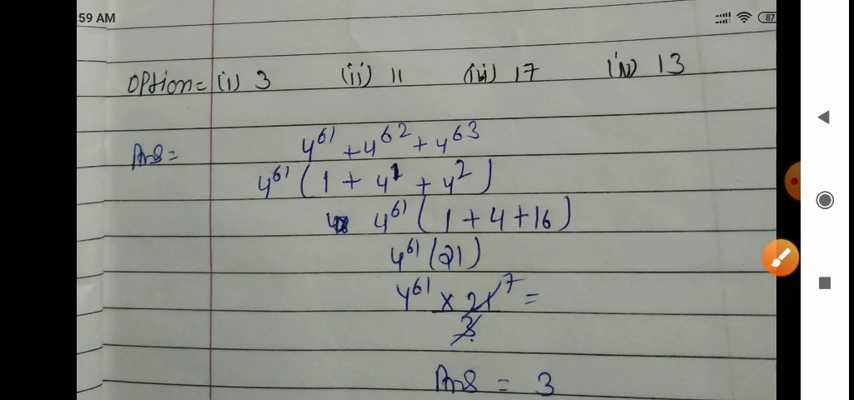 :59 AM
87
Option= (i) 3 (ii) 11 (iii) 17 (iv) 13
Ans= 4^61 + 4^62 + 4^63
4^61 ( 1 + 4^1 + 4^2 )
4^61 ( 1 + 4 + 16 )
4^61 (21)
4^61 × 21 7 =
3
Ans = 3